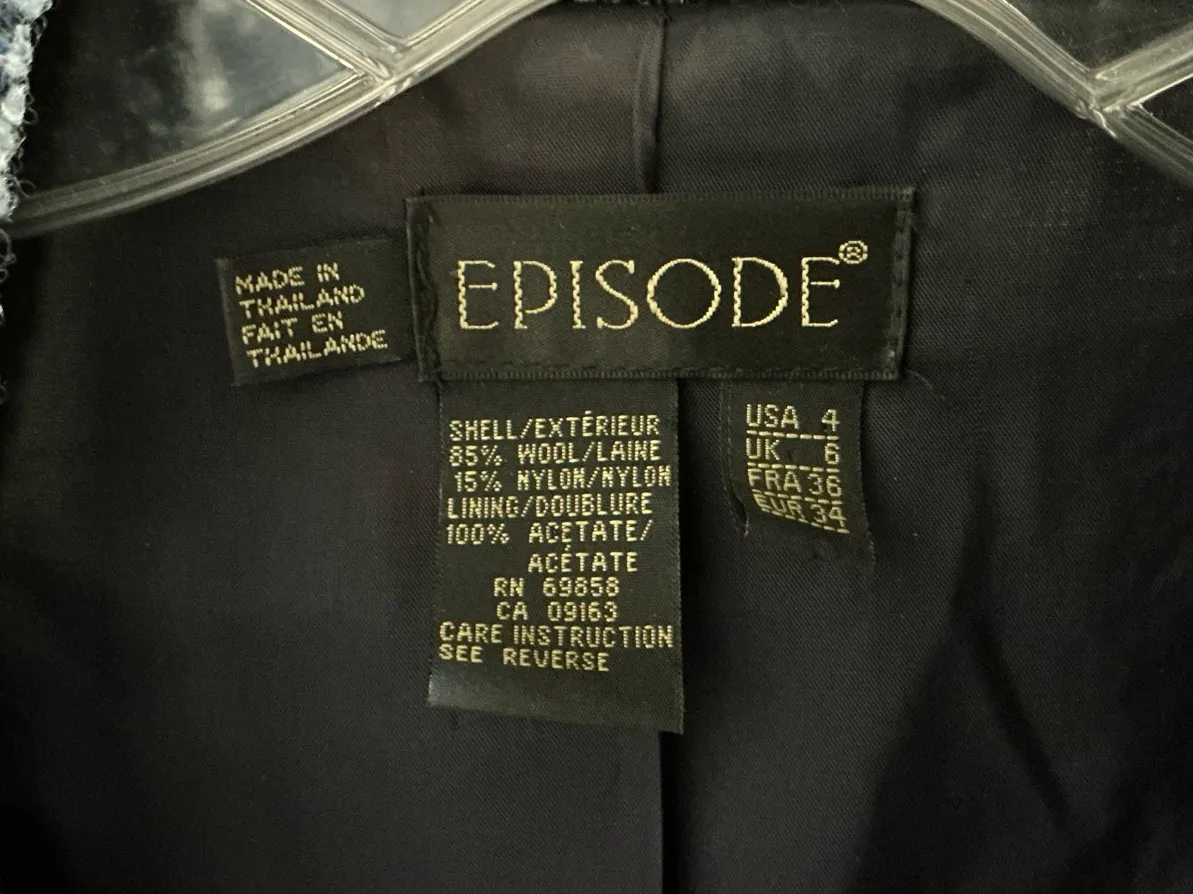 MADE IN
THAILAND
FAIT EN
THAILANDE
EPISODE®
SHELL/EXTÉRIEUR
85% WOOL/LAINE
15% NYLON/NYLON
LINING/DOUBLURE
100% ACETATE/
ACÉTATE
RN 69858
CA 09163
CARE INSTRUCTION
SEE REVERSE
USA 4
UK 6
FRA 36
EUR 34